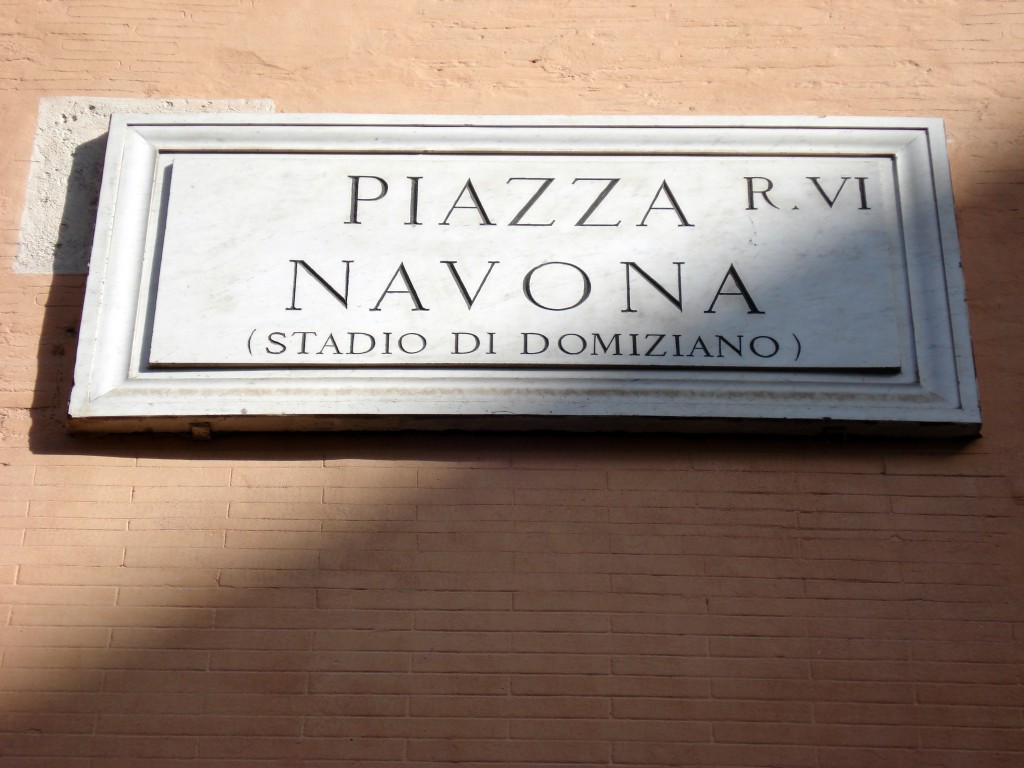 PIAZZA R. VI
NAVONA
(STADIO DI DOMIZIANO)